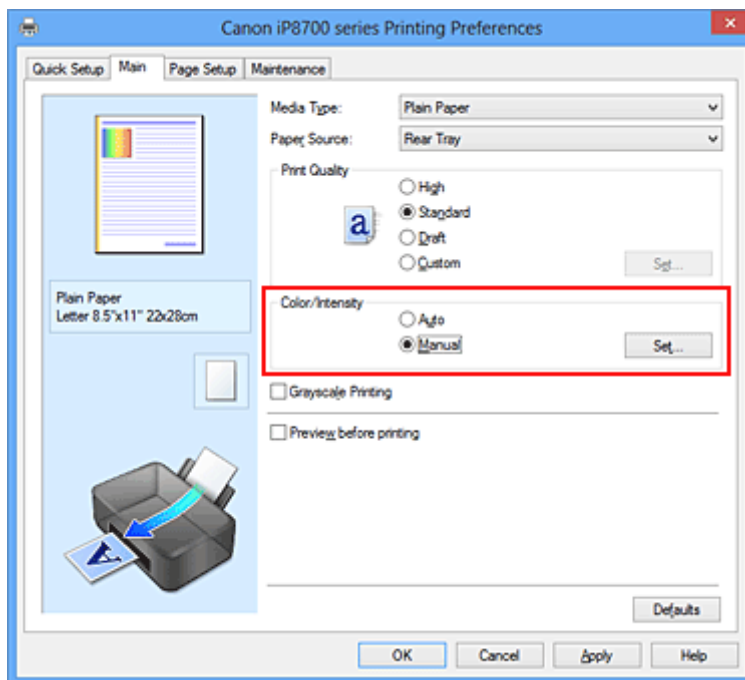 Canon iP8700 series Printing Preferences
Quick Setup Main Page Setup Maintenance
Media Type: Plain Paper
Paper Source: Rear Tray
Print Quality
High
a Standard
Draft
Custom Set...
Plain Paper
Letter 8.5"x11" 22x28cm
Color/Intensity
Auto
Manual Set...
Grayscale Printing
Preview before printing
A
Defaults
OK Cancel Apply Help